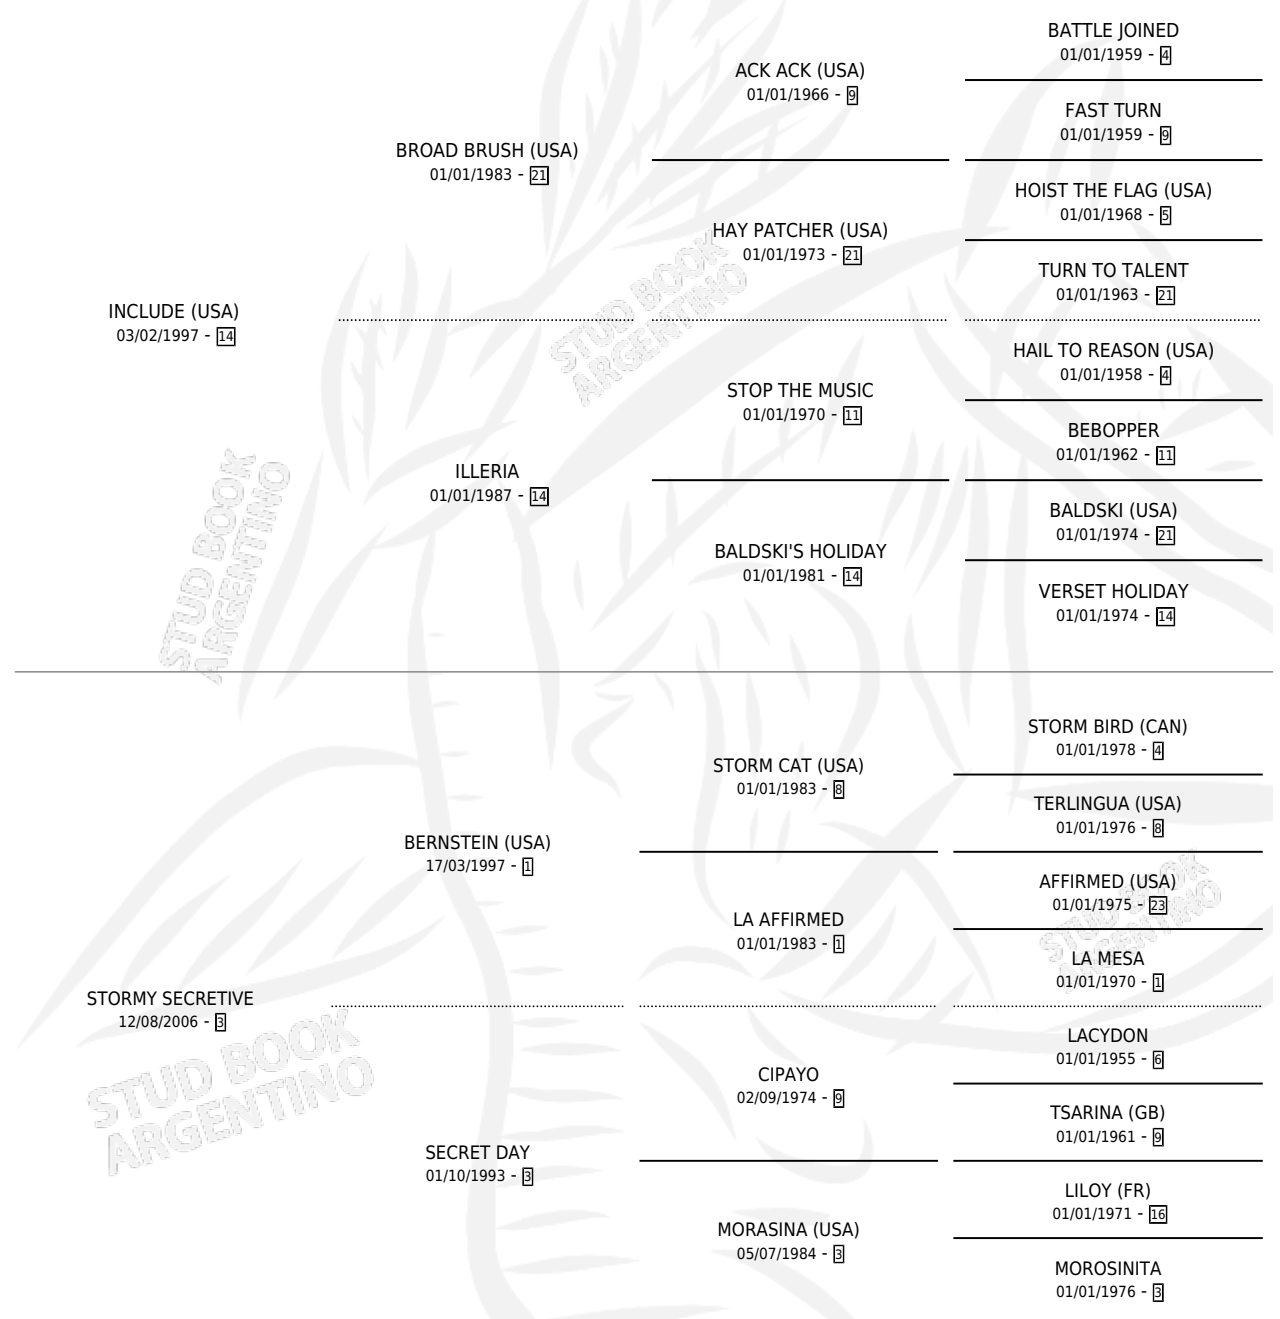 BATTLE JOINED
01/01/1959 - 4
ACK ACK (USA)
01/01/1966 - 9
FAST TURN
01/01/1959 - 9
BROAD BRUSH (USA)
01/01/1983 - 21
HOIST THE FLAG (USA)
01/01/1968 - 5
HAY PATCHER (USA)
01/01/1973 - 21
TURN TO TALENT
01/01/1963 - 21
INCLUDE (USA)
03/02/1997 - 14
HAIL TO REASON (USA)
01/01/1958 - 4
STOP THE MUSIC
01/01/1970 - 11
BEBOPPER
01/01/1962 - 11
ILLERIA
01/01/1987 - 14
BALDSKI (USA)
01/01/1974 - 21
BALDSKI'S HOLIDAY
01/01/1981 - 14
VERSET HOLIDAY
01/01/1974 - 14
STUD BOOK
ARGENTINO
STUD BOOK
ARGENTINO
STORM BIRD (CAN)
01/01/1978 - 4
STORM CAT (USA)
01/01/1983 - 8
TERLINGUA (USA)
01/01/1976 - 8
BERNSTEIN (USA)
17/03/1997 - 1
AFFIRMED (USA)
01/01/1975 - 23
LA AFFIRMED
01/01/1983 - 1
LA MESA
01/01/1970 - 1
STORMY SECRETIVE
12/08/2006 - 3
LACYDON
01/01/1955 - 6
CIPAYO
02/09/1974 - 9
TSARINA (GB)
01/01/1961 - 9
SECRET DAY
01/10/1993 - 3
LILOY (FR)
01/01/1971 - 16
MORASINA (USA)
05/07/1984 - 3
MOROSINITA
01/01/1976 - 3
STUD BOOK
ARGENTINO
STUD BOOK
ARGENTINO